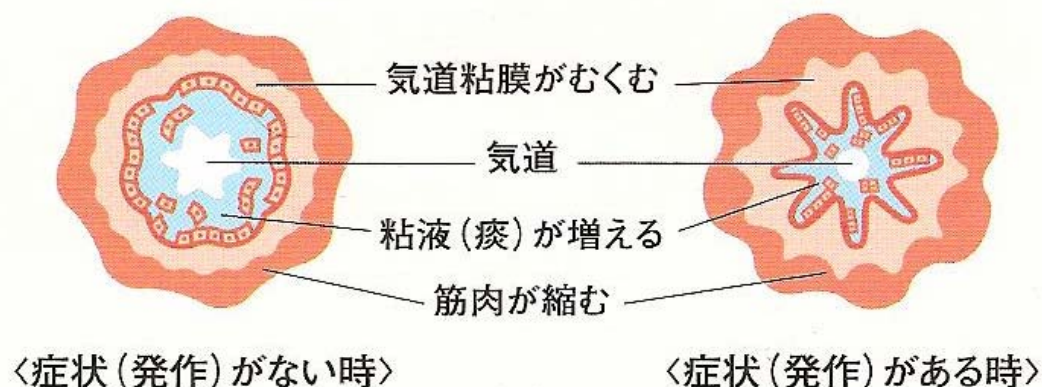 気道粘膜がむくむ
気道
粘液(痰)が増える
筋肉が縮む
〈症状(発作)がない時〉
〈症状(発作)がある時〉